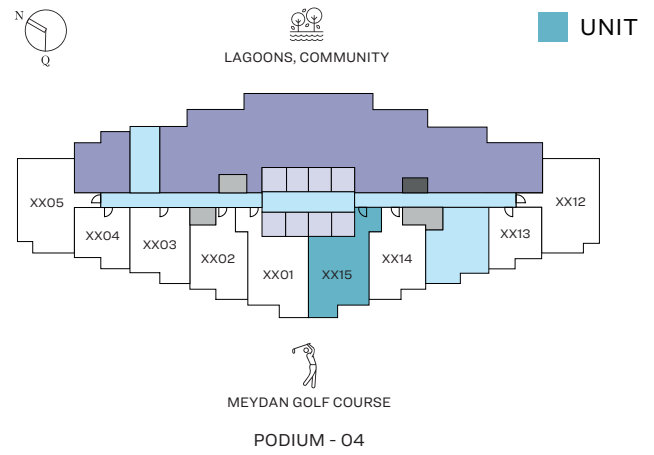 N
Q
UNIT
LAGOONS, COMMUNITY
XX05
XX12
XX04
XX03
XX02
XX01
XX15
XX14
XX13
MEYDAN GOLF COURSE
PODIUM - 04